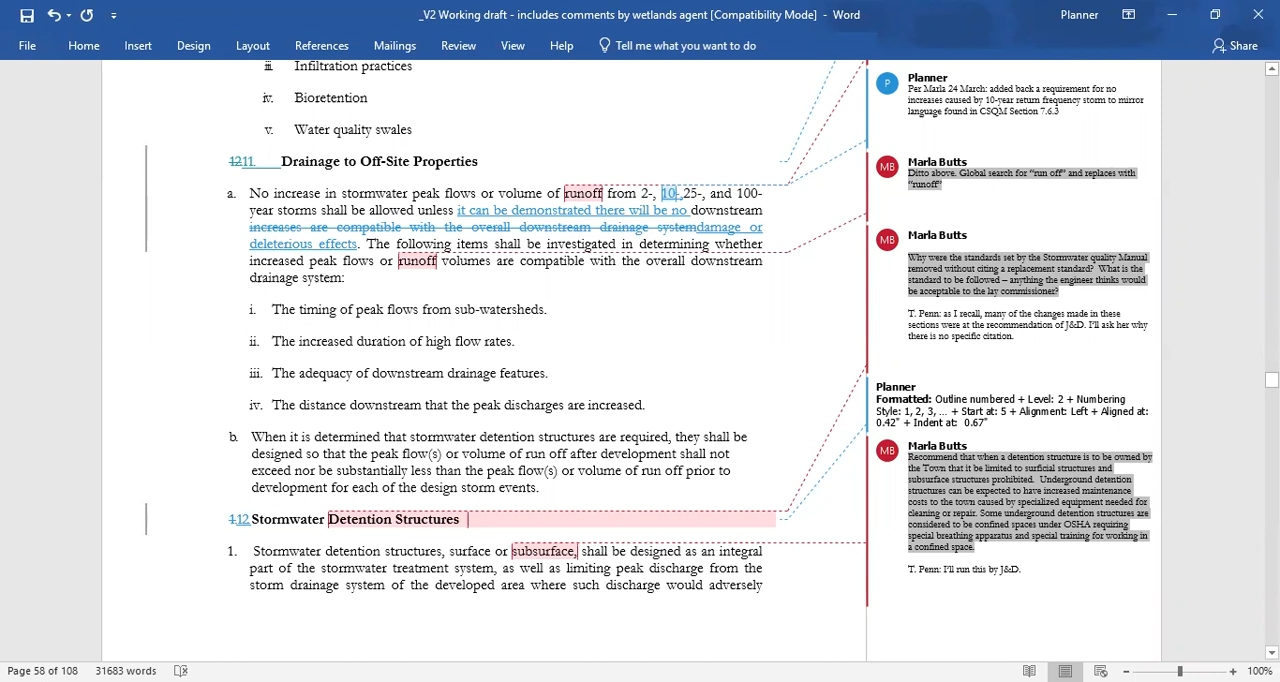 _V2 Working draft - includes comments by wetlands agent [Compatibility Mode] - Word
Planner
File Home Insert Design Layout References Mailings Review View Help Tell me what you want to do Share
iii. Infiltration practices
iv. Bioretention
v. Water quality swales
1211. Drainage to Off-Site Properties
a. No increase in stormwater peak flows or volume of runoff from 2-, 10-,25-, and 100-
year storms shall be allowed unless it can be demonstrated there will be no downstream
increases are compatible with the overall downstream drainage systemdamage or
deleterious effects. The following items shall be investigated in determining whether
increased peak flows or runoff volumes are compatible with the overall downstream
drainage system:
i. The timing of peak flows from sub-watersheds.
ii. The increased duration of high flow rates.
iii. The adequacy of downstream drainage features.
iv. The distance downstream that the peak discharges are increased.
b. When it is determined that stormwater detention structures are required, they shall be
designed so that the peak flow(s) or volume of run off after development shall not
exceed nor be substantially less than the peak flow(s) or volume of run off prior to
development for each of the design storm events.
1.12 Stormwater Detention Structures
1. Stormwater detention structures, surface or subsurface, shall be designed as an integral
part of the stormwater treatment system, as well as limiting peak discharge from the
storm drainage system of the developed area where such discharge would adversely
P
Planner
Per Marla 24 March: added back a requirement for no
increases caused by 10-year return frequency storm to mirror
language found in CSQM Section 7.6.3
MB
Marla Butts
Ditto above. Global search for “run off” and replaces with
“runoff”
MB
Marla Butts
Why were the standards set by the Stormwater quality Manual
removed without citing a replacement standard? What is the
standard to be followed – anything the engineer thinks would
be acceptable to the lay commissioner?
T. Penn: as I recall, many of the changes made in these
sections were at the recommendation of J&D. I’ll ask her why
there is no specific citation.
Planner
Formatted: Outline numbered + Level: 2 + Numbering
Style: 1, 2, 3, … + Start at: 5 + Alignment: Left + Aligned at:
0.42" + Indent at: 0.67"
MB
Marla Butts
Recommend that when a detention structure is to be owned by
the Town that it be limited to surficial structures and
subsurface structures prohibited. Underground detention
structures can be expected to have increased maintenance
costs to the town caused by specialized equipment needed for
cleaning or repair. Some underground detention structures are
considered to be confined spaces under OSHA requiring
special breathing apparatus and special training for working in
a confined space.
T. Penn: I’ll run this by J&D.
Page 58 of 108 31683 words
100%